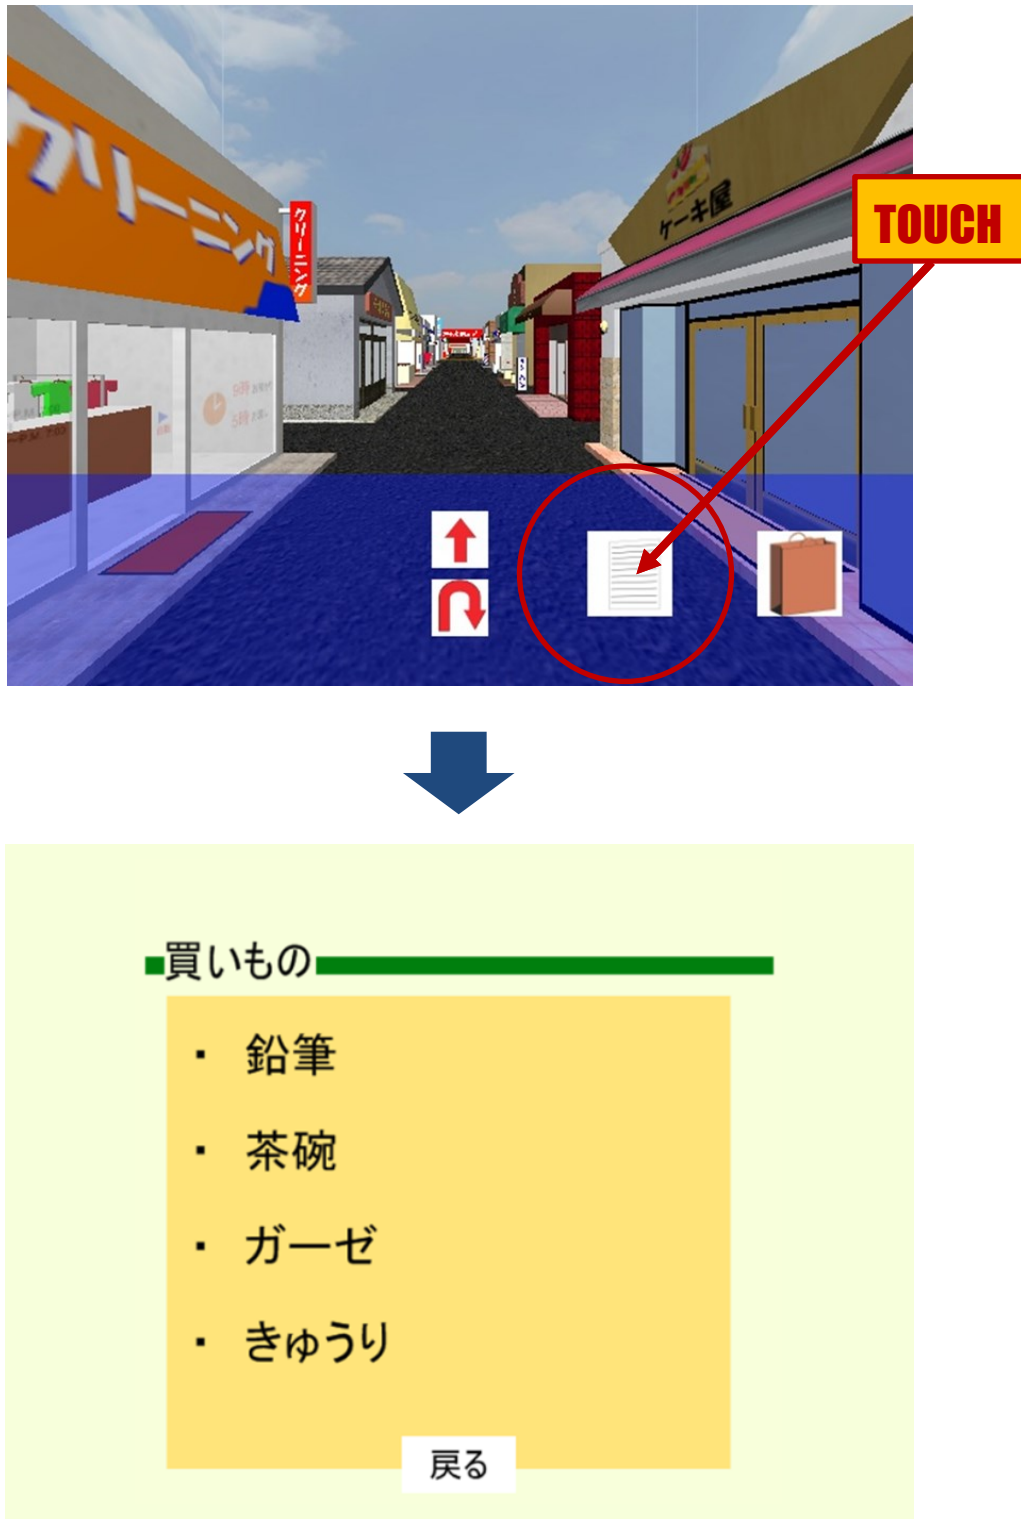 クリーニング
クリーニング
ケーキ屋
TOUCH
買いもの
・ 鉛筆
・ 茶碗
・ ガーゼ
・ きゅうり
戻る